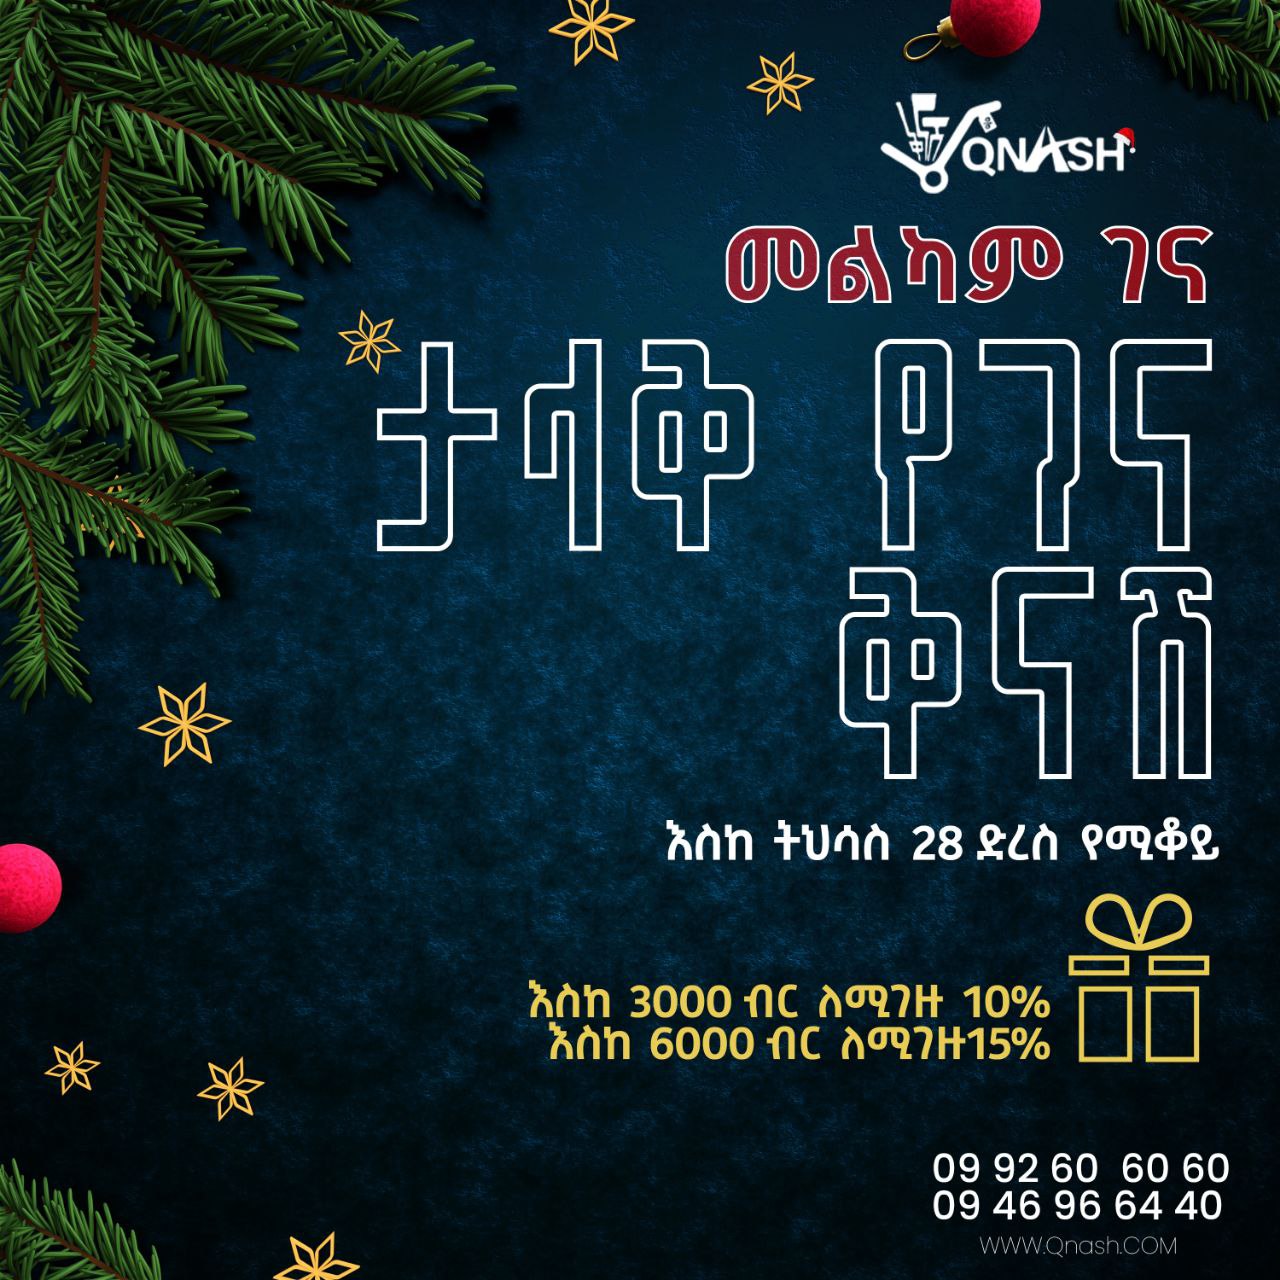 QNASH
መልካም ገና
ታላቅ የገና
ቅናሽ
እስከ ትህሳስ 28 ድረስ የሚቆይ
እስከ 3000 ብር ለሚገዙ 10%
እስከ 6000 ብር ለሚገዙ15%
09 92 60 60 60
09 46 96 64 40
WWW.Qnash.COM